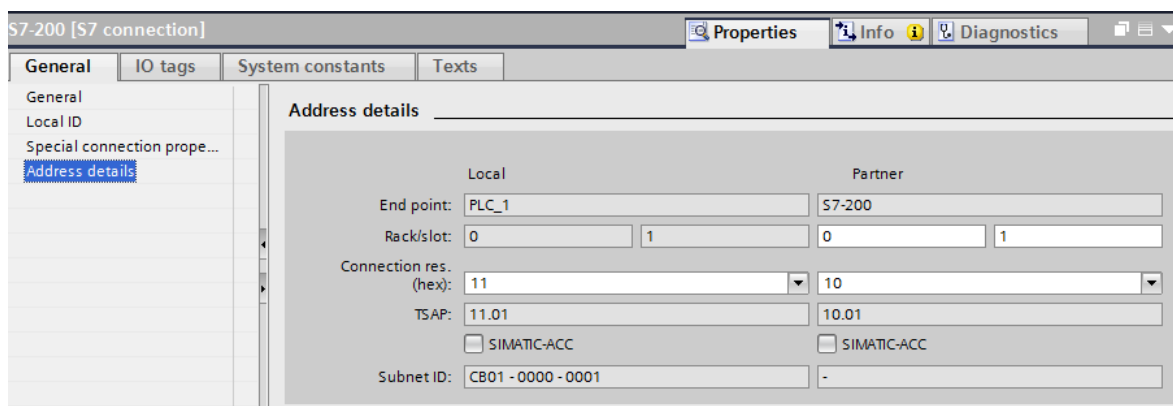 S7-200 [S7 connection]
Properties
Info
Diagnostics
General
IO tags
System constants
Texts
General
Local ID
Special connection prope...
Address details
Address details
Local Partner
End point: PLC_1 S7-200
Rack/slot: 0 1 0 1
Connection res.
(hex): 11 10
TSAP: 11.01 10.01
SIMATIC-ACC SIMATIC-ACC
Subnet ID: CB01 - 0000 - 0001 -